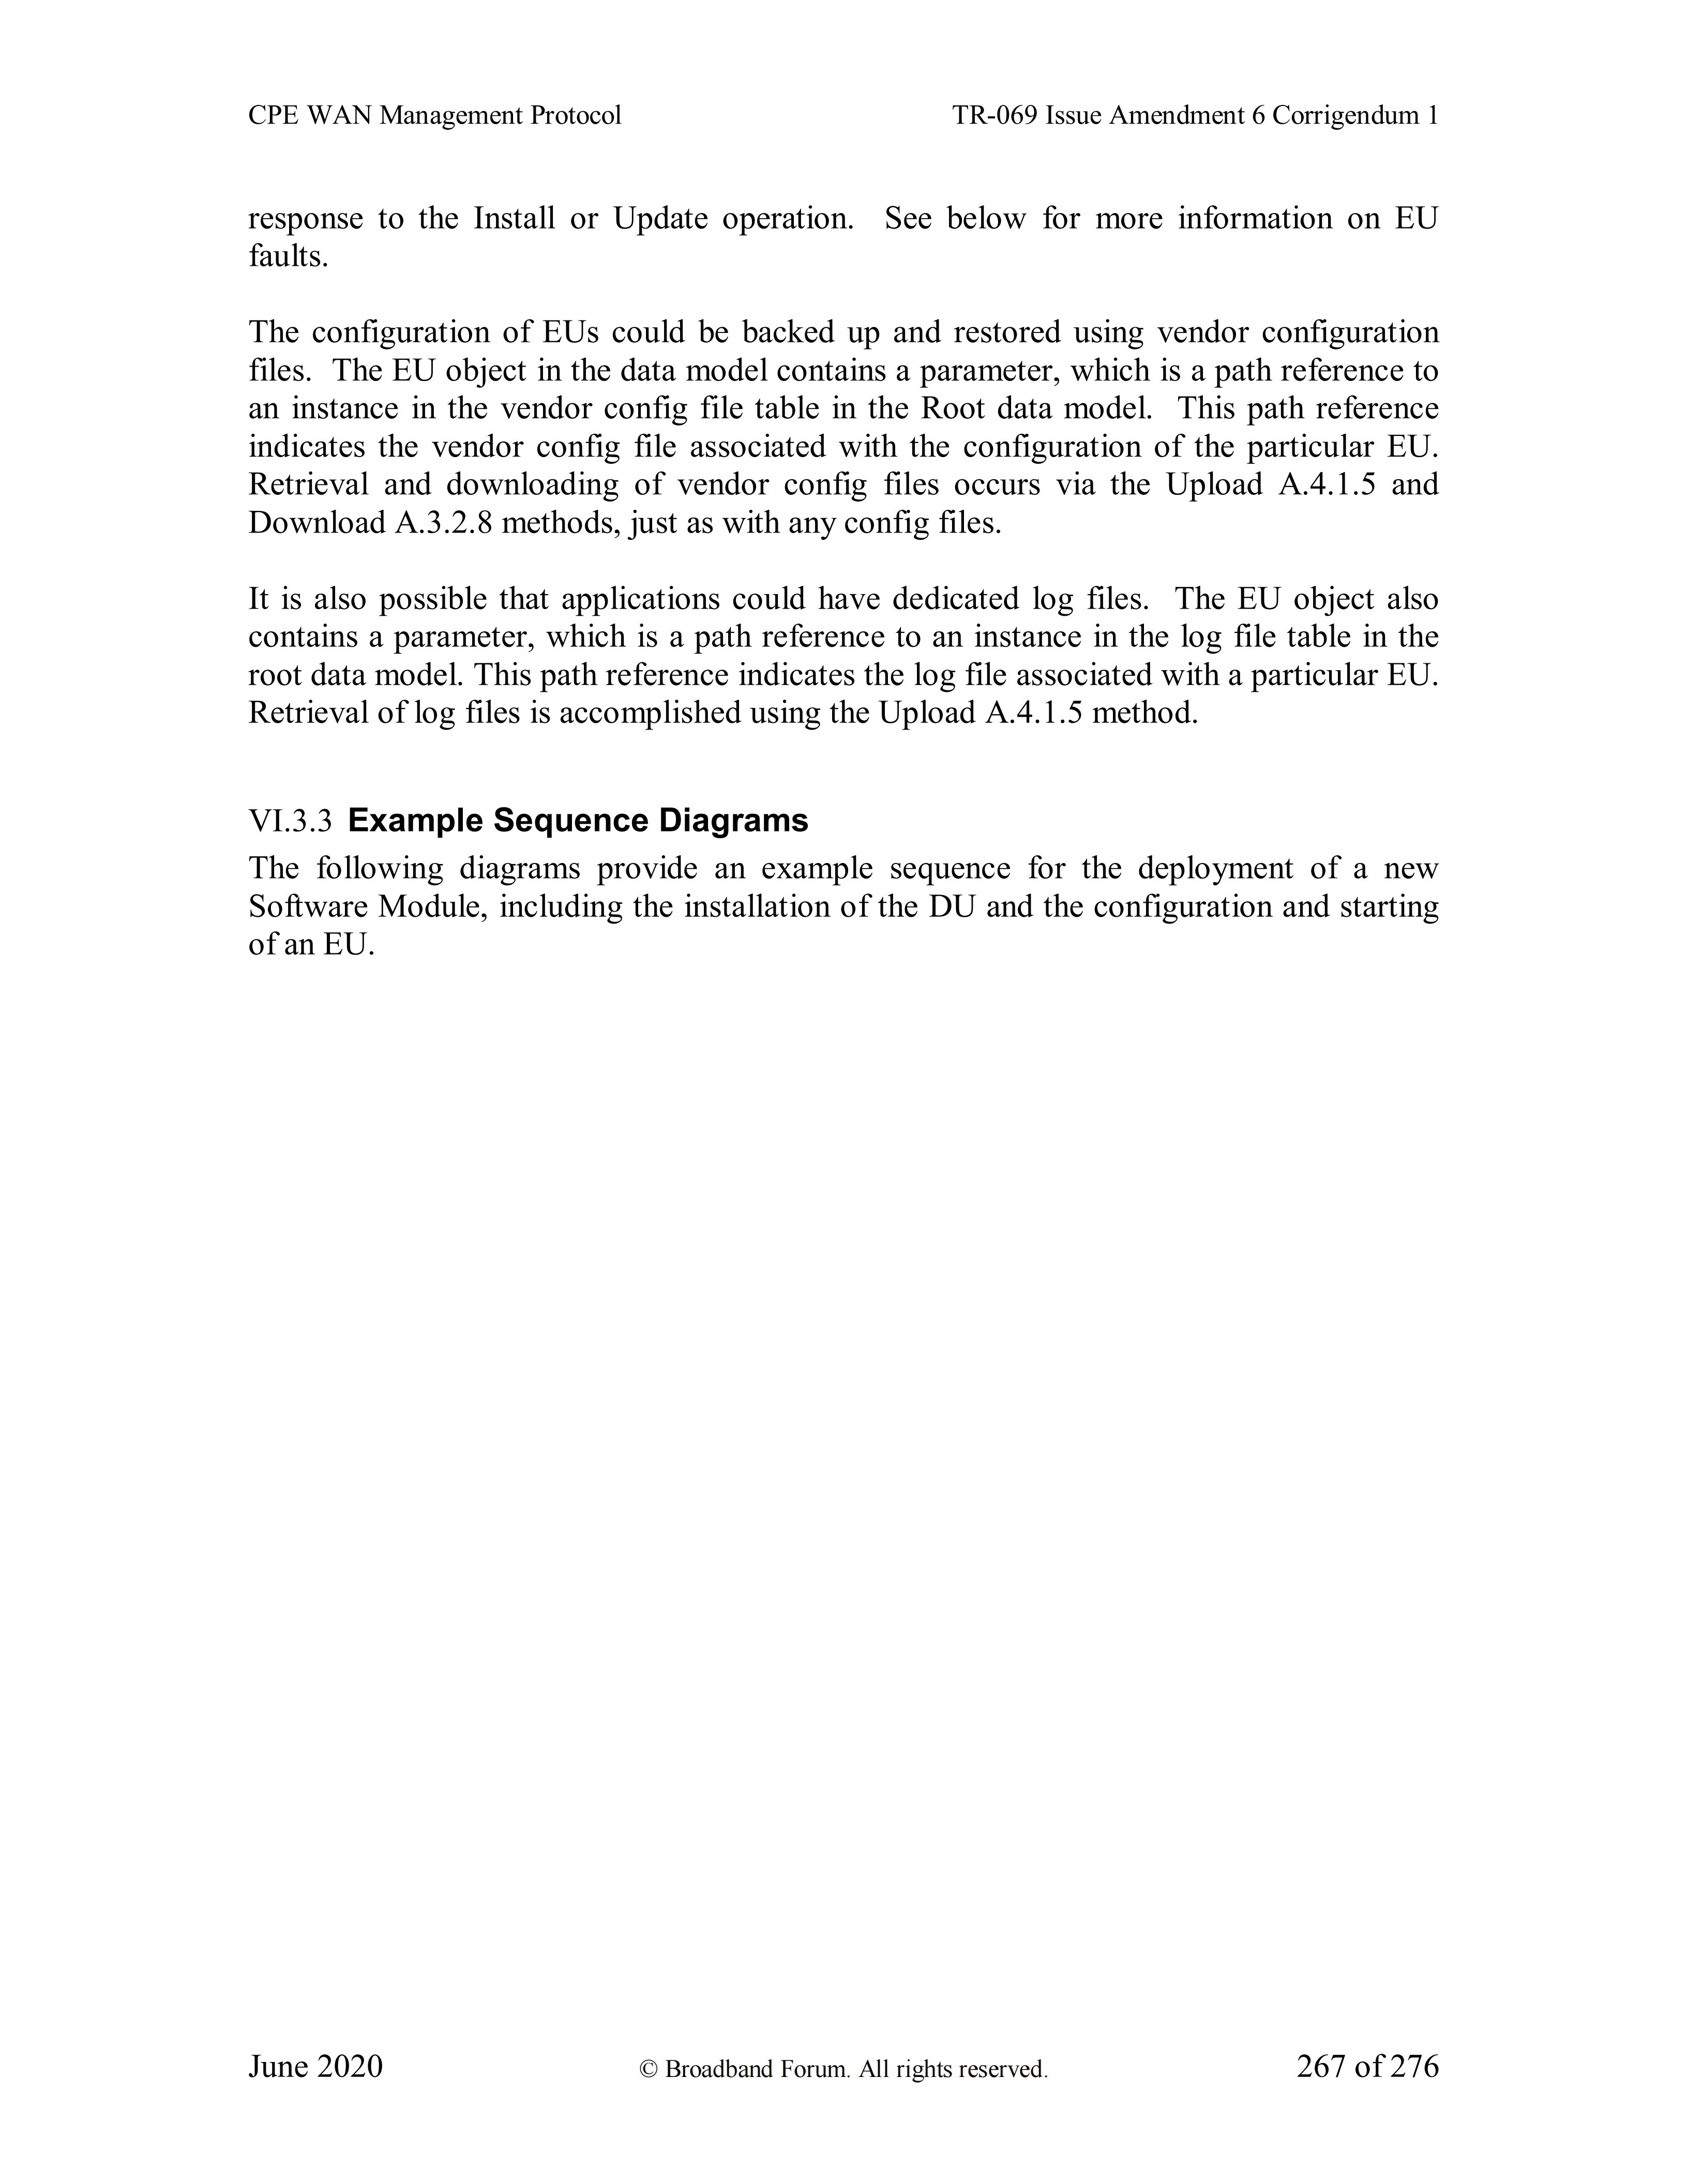 CPE WAN Management Protocol TR-069 Issue Amendment 6 Corrigendum 1
response to the Install or Update operation. See below for more information on EU
faults.
The configuration of EUs could be backed up and restored using vendor configuration
files. The EU object in the data model contains a parameter, which is a path reference to
an instance in the vendor config file table in the Root data model. This path reference
indicates the vendor config file associated with the configuration of the particular EU.
Retrieval and downloading of vendor config files occurs via the Upload A.4.1.5 and
Download A.3.2.8 methods, just as with any config files.
It is also possible that applications could have dedicated log files. The EU object also
contains a parameter, which is a path reference to an instance in the log file table in the
root data model. This path reference indicates the log file associated with a particular EU.
Retrieval of log files is accomplished using the Upload A.4.1.5 method.
VI.3.3 Example Sequence Diagrams
The following diagrams provide an example sequence for the deployment of a new
Software Module, including the installation of the DU and the configuration and starting
of an EU.
June 2020 © Broadband Forum. All rights reserved. 267 of 276